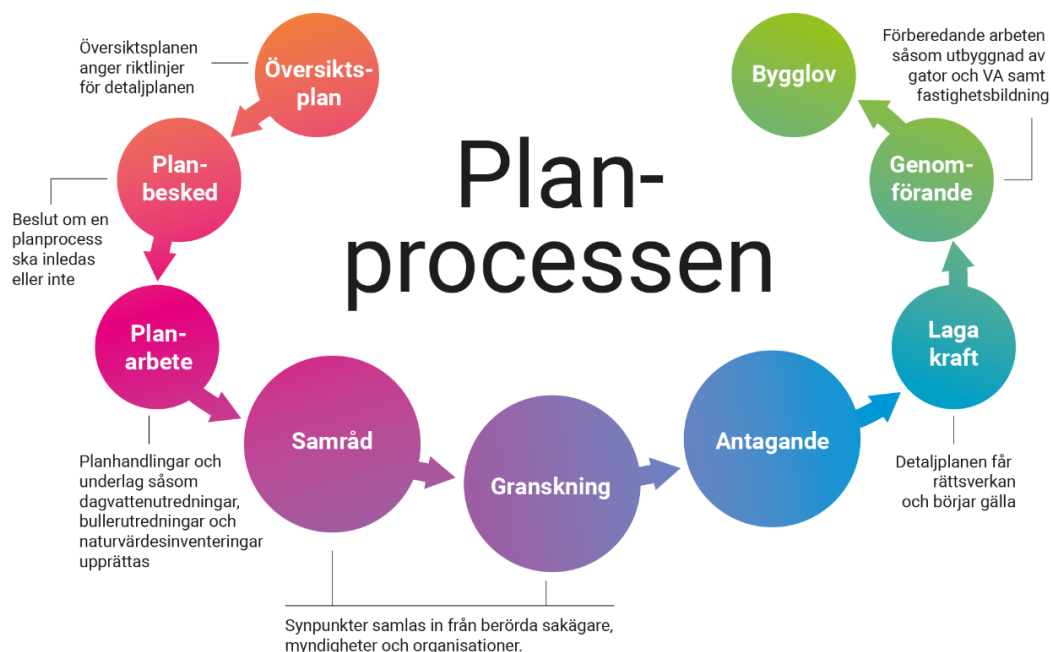 Plan-
processen
Översiktsplanen
anger riktlinjer
för detaljplanen
Översikts-
plan
Plan-
besked
Beslut om en
planprocess
ska inledas
eller inte
Plan-
arbete
Planhandlingar och
underlag såsom
dagvattenutredningar,
bullerutredningar och
naturvärdesinventeringar
upprättas
Samråd
Granskning
Synpunkter samlas in från berörda sakägare,
myndigheter och organisationer.
Antagande
Laga
kraft
Detaljplanen får
rättsverkan
och börjar gälla
Genom-
förande
Förberedande arbeten
såsom utbyggnad av
gator och VA samt
fastighetsbildning
Bygglov